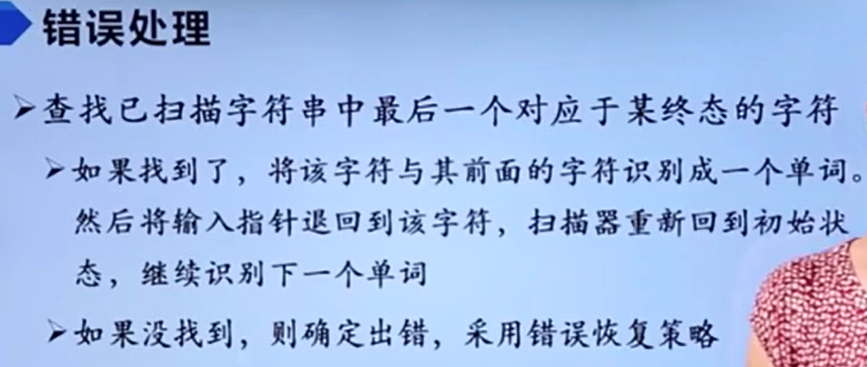 错误处理
➢查找已扫描字符串中最后一个对应于某终态的字符
➢如果找到了，将该字符与其前面的字符识别成一个单词。
然后将输入指针退回到该字符，扫描器重新回到初始状
态，继续识别下一个单词
➢如果没找到，则确定出错，采用错误恢复策略